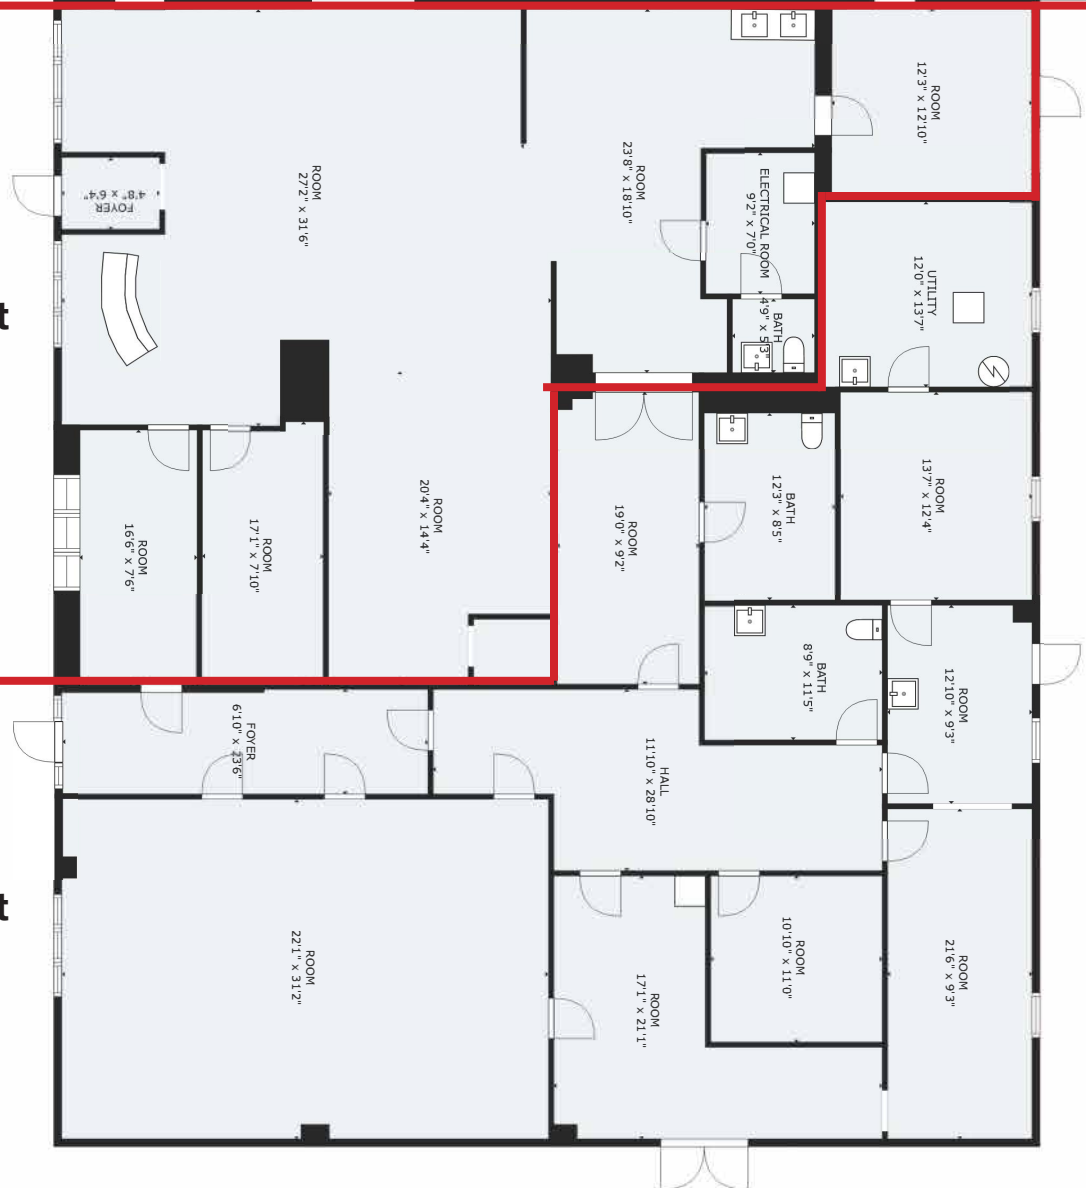 ROOM
12'3" x 12'10"
ROOM
27'2" x 31'6"
ROOM
23'8" x 18'10"
ELECTRICAL ROOM
9'2" x 7'0"
FOYER
4'8" x 6'4"
UTILITY
12'0" x 13'7"
BATH
4'9" x 5'3"
t
ROOM
16'6" x 7'6"
ROOM
17'1" x 7'10"
ROOM
20'4" x 14'4"
ROOM
19'0" x 9'2"
BATH
12'3" x 8'5"
ROOM
13'7" x 12'4"
BATH
8'9" x 11'5"
ROOM
12'10" x 9'3"
FOYER
6'10" x 23'6"
HALL
11'10" x 28'10"
t
ROOM
22'1" x 31'2"
ROOM
17'1" x 21'1"
ROOM
10'10" x 11'0"
ROOM
21'6" x 9'3"